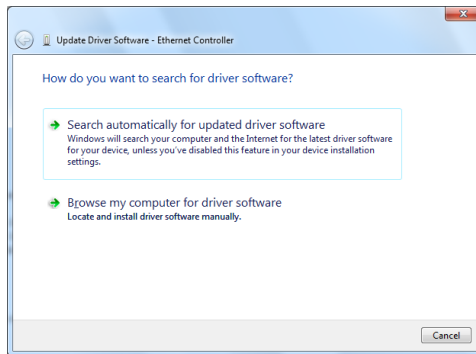 Update Driver Software - Ethernet Controller
How do you want to search for driver software?
Search automatically for updated driver software
Windows will search your computer and the Internet for the latest driver software
for your device, unless you've disabled this feature in your device installation
settings.
Browse my computer for driver software
Locate and install driver software manually.
Cancel